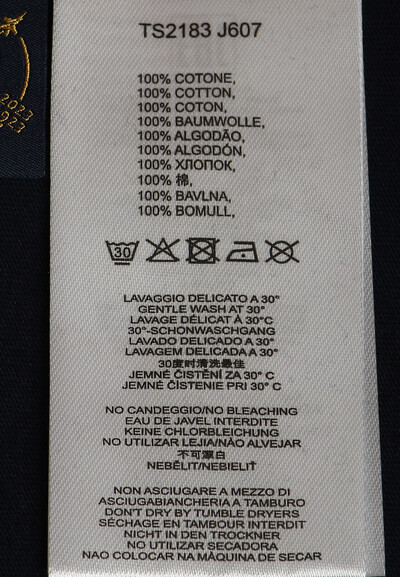 2023
1923
TS2183 J607
100% COTONE,
100% COTTON,
100% COTON,
100% BAUMWOLLE,
100% ALGODÃO,
100% ALGODÓN,
100% ХЛОПОК,
100% 棉,
100% BAVLNA,
100% BOMULL,
30
LAVAGGIO DELICATO A 30°
GENTLE WASH AT 30°
LAVAGE DÉLICAT À 30°C
30°-SCHONWASCHGANG
LAVADO DELICADO A 30°
LAVAGEM DELICADA A 30°
30度时清洗最佳
JEMNÉ ČISTĚNÍ ZA 30° C
JEMNÉ ČISTENIE PRI 30° C
NO CANDEGGIO/NO BLEACHING
EAU DE JAVEL INTERDITE
KEINE CHLORBLEICHUNG
NO UTILIZAR LEJIA/NÃO ALVEJAR
不可漂白
NEBĚLIT/NEBIELIŤ
NON ASCIUGARE A MEZZO DI
ASCIUGABIANCHERIA A TAMBURO
DON'T DRY BY TUMBLE DRYERS
SÉCHAGE EN TAMBOUR INTERDIT
NICHT IN DEN TROCKNER
NO UTILIZAR SECADORA
NAO COLOCAR NA MAQUINA DE SECAR